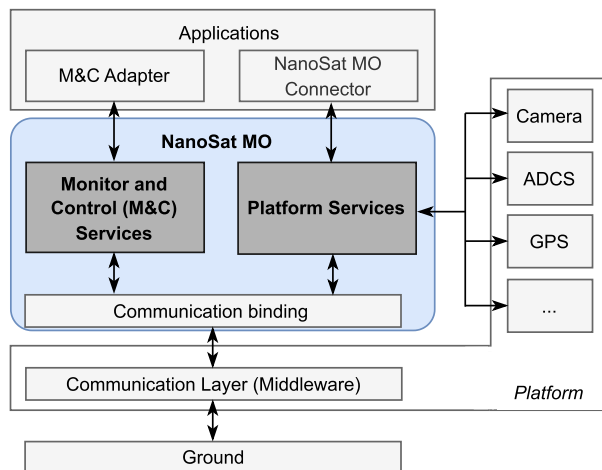 Applications
M&C Adapter
NanoSat MO
Connector
NanoSat MO
Monitor and
Control (M&C)
Services
Platform Services
Camera
ADCS
GPS
...
Communication binding
Communication Layer (Middleware)
Platform
Ground